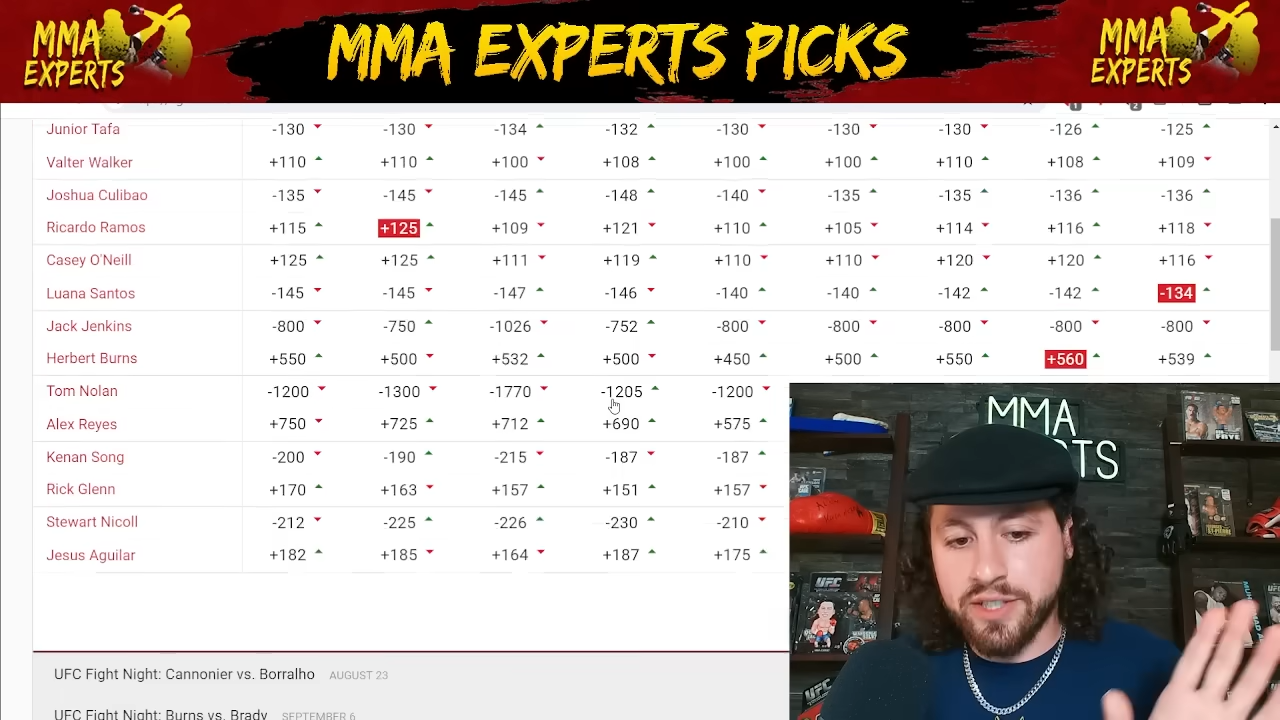 MMA
EXPERTS
MMA EXPERTS PICKS
MMA
EXPERTS
1
2
Junior Tafa -130 -130 -134 -132 -130 -130 -130 -126 -125
Valter Walker +110 +110 +100 +108 +100 +100 +110 +108 +109
Joshua Culibao -135 -145 -145 -148 -140 -135 -135 -136 -136
Ricardo Ramos +115 +125 +109 +121 +110 +105 +114 +116 +118
Casey O'Neill +125 +125 +111 +119 +110 +110 +120 +120 +116
Luana Santos -145 -145 -147 -146 -140 -140 -142 -142 -134
Jack Jenkins -800 -750 -1026 -752 -800 -800 -800 -800 -800
Herbert Burns +550 +500 +532 +500 +450 +500 +550 +560 +539
Tom Nolan -1200 -1300 -1770 -1205 -1200
Alex Reyes +750 +725 +712 +690 +575
Kenan Song -200 -190 -215 -187 -187
Rick Glenn +170 +163 +157 +151 +157
Stewart Nicoll -212 -225 -226 -230 -210
Jesus Aguilar +182 +185 +164 +187 +175
UFC Fight Night: Cannonier vs. Borralho AUGUST 23
UFC Fight Night: Burns vs. Brady SEPTEMBER 6
MMA
UFC
UFC